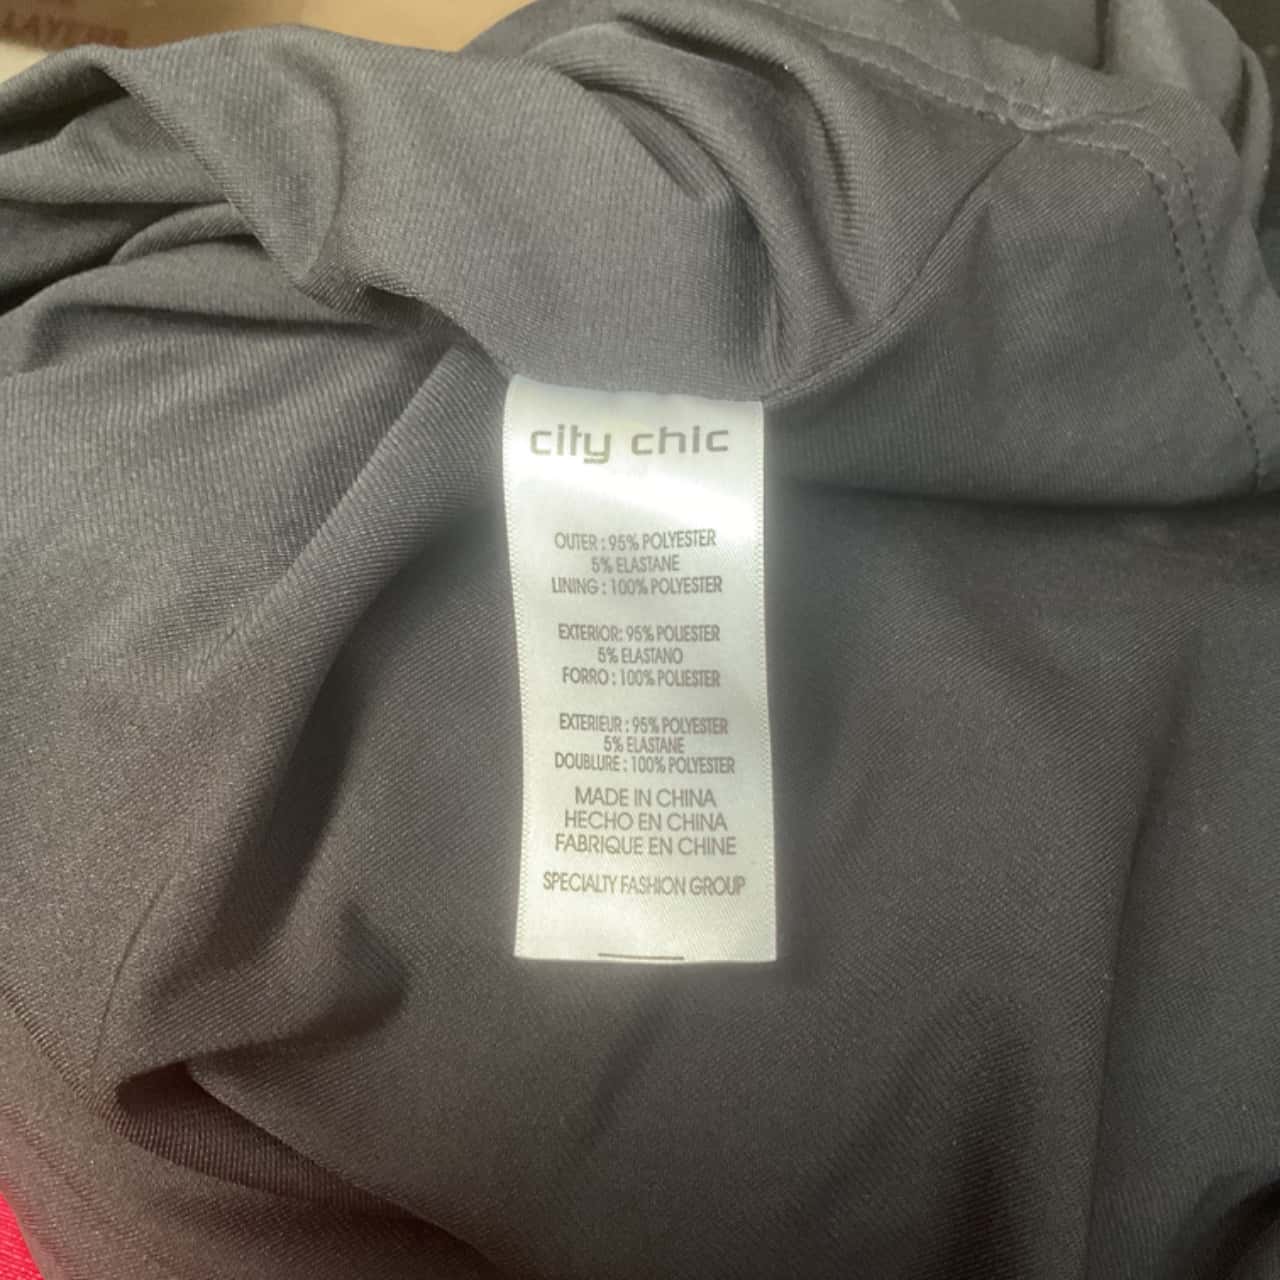 LAYERS
city chic
OUTER : 95% POLYESTER
5% ELASTANE
LINING : 100% POLYESTER
EXTERIOR: 95% POLIESTER
5% ELASTANO
FORRO : 100% POLIESTER
EXTERIEUR : 95% POLYESTER
5% ELASTANE
DOUBLURE : 100% POLYESTER
MADE IN CHINA
HECHO EN CHINA
FABRIQUE EN CHINE
SPECIALTY FASHION GROUP